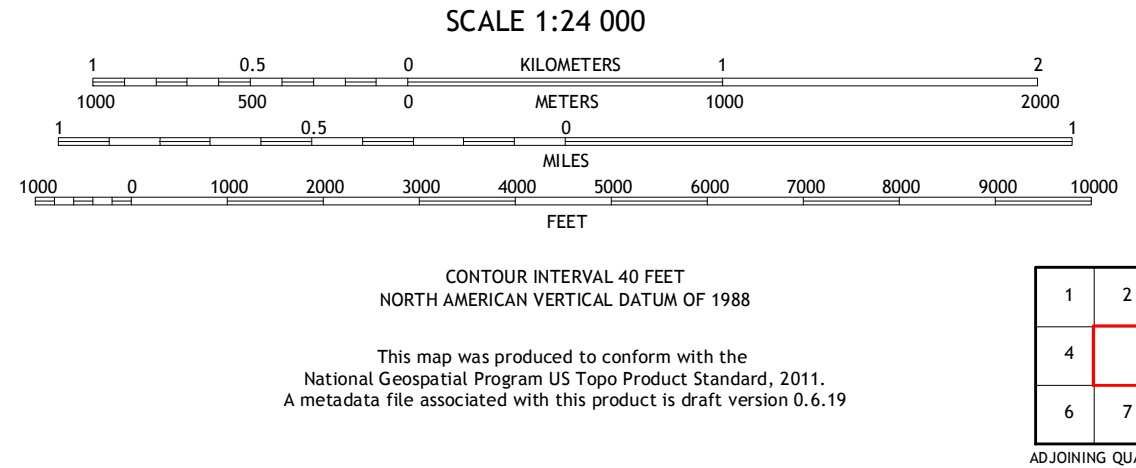 SCALE 1:24 000
1 0.5 0 KILOMETERS 1 2
1000 500 0 METERS 1000 2000
1 0.5 0 1
MILES
1000 0 1000 2000 3000 4000 5000 6000 7000 8000 9000 10000
FEET
CONTOUR INTERVAL 40 FEET
NORTH AMERICAN VERTICAL DATUM OF 1988
This map was produced to conform with the
National Geospatial Program US Topo Product Standard, 2011.
A metadata file associated with this product is draft version 0.6.19
1 2
4
6 7
ADJOINING QUA